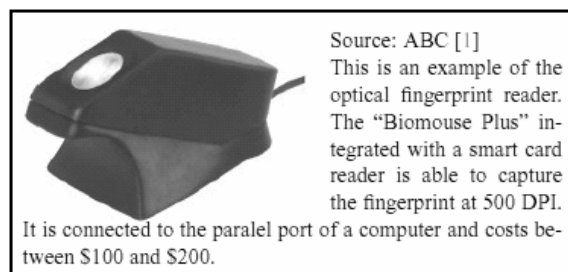 Source: ABC [1]
This is an example of the
optical fingerprint reader.
The “Biomouse Plus” in-
tegrated with a smart card
reader is able to capture
the fingerprint at 500 DPI.
It is connected to the paralel port of a computer and costs be-
tween $100 and $200.